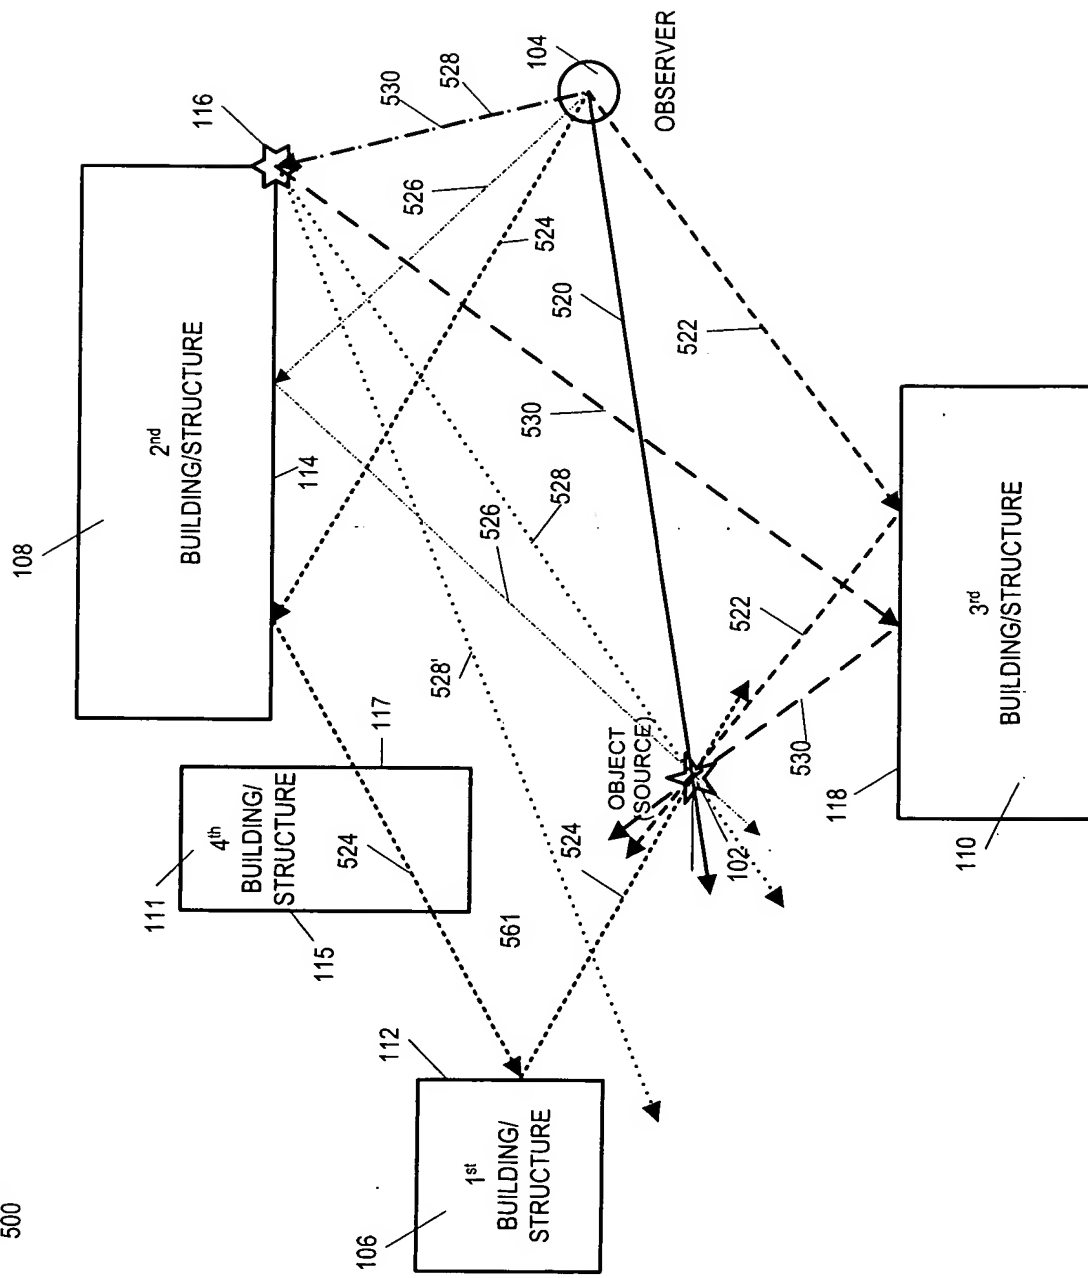 500
106
1st
BUILDING/
STRUCTURE
112
111
4th
BUILDING/
STRUCTURE
115
117
524
561
108
2nd
BUILDING/STRUCTURE
114
116
530
528
104
OBSERVER
526
524
520
522
530
528
526
528'
522
OBJECT
(SOURCE)
524
102
530
118
110
3rd
BUILDING/STRUCTURE